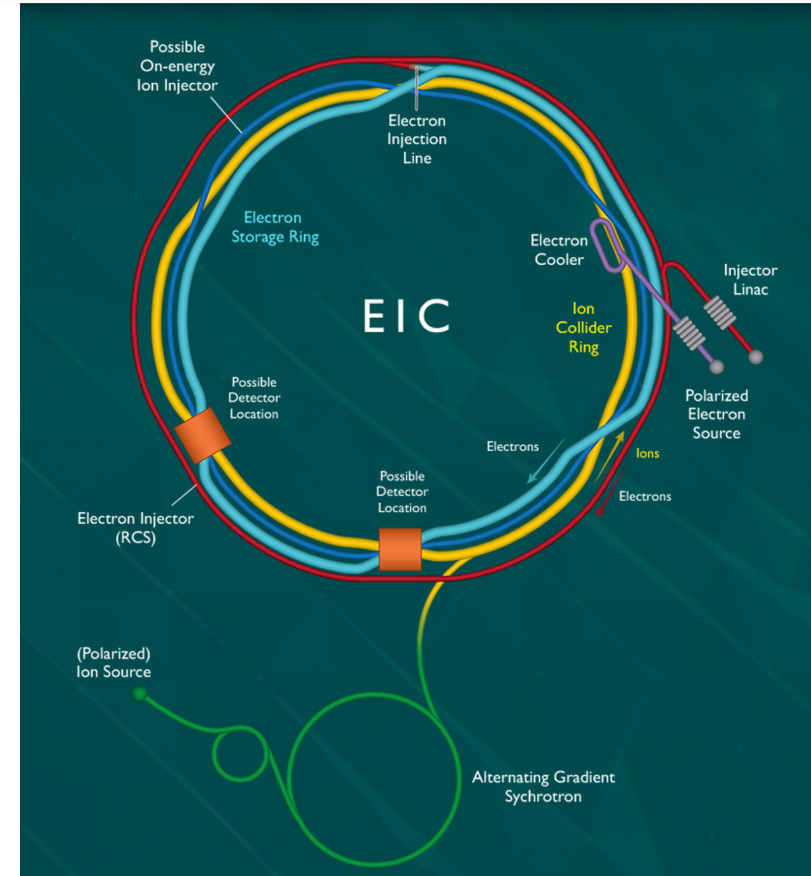 Possible
On-energy
Ion Injector
Electron
Injection
Line
Electron
Storage Ring
Electron
Cooler
Injector
Linac
EIC
Ion
Collider
Ring
Possible
Detector
Location
Polarized
Electron
Source
Electrons
Ions
Possible
Detector
Location
Electrons
Electron Injector
(RCS)
(Polarized)
Ion Source
Alternating Gradient
Sychrotron